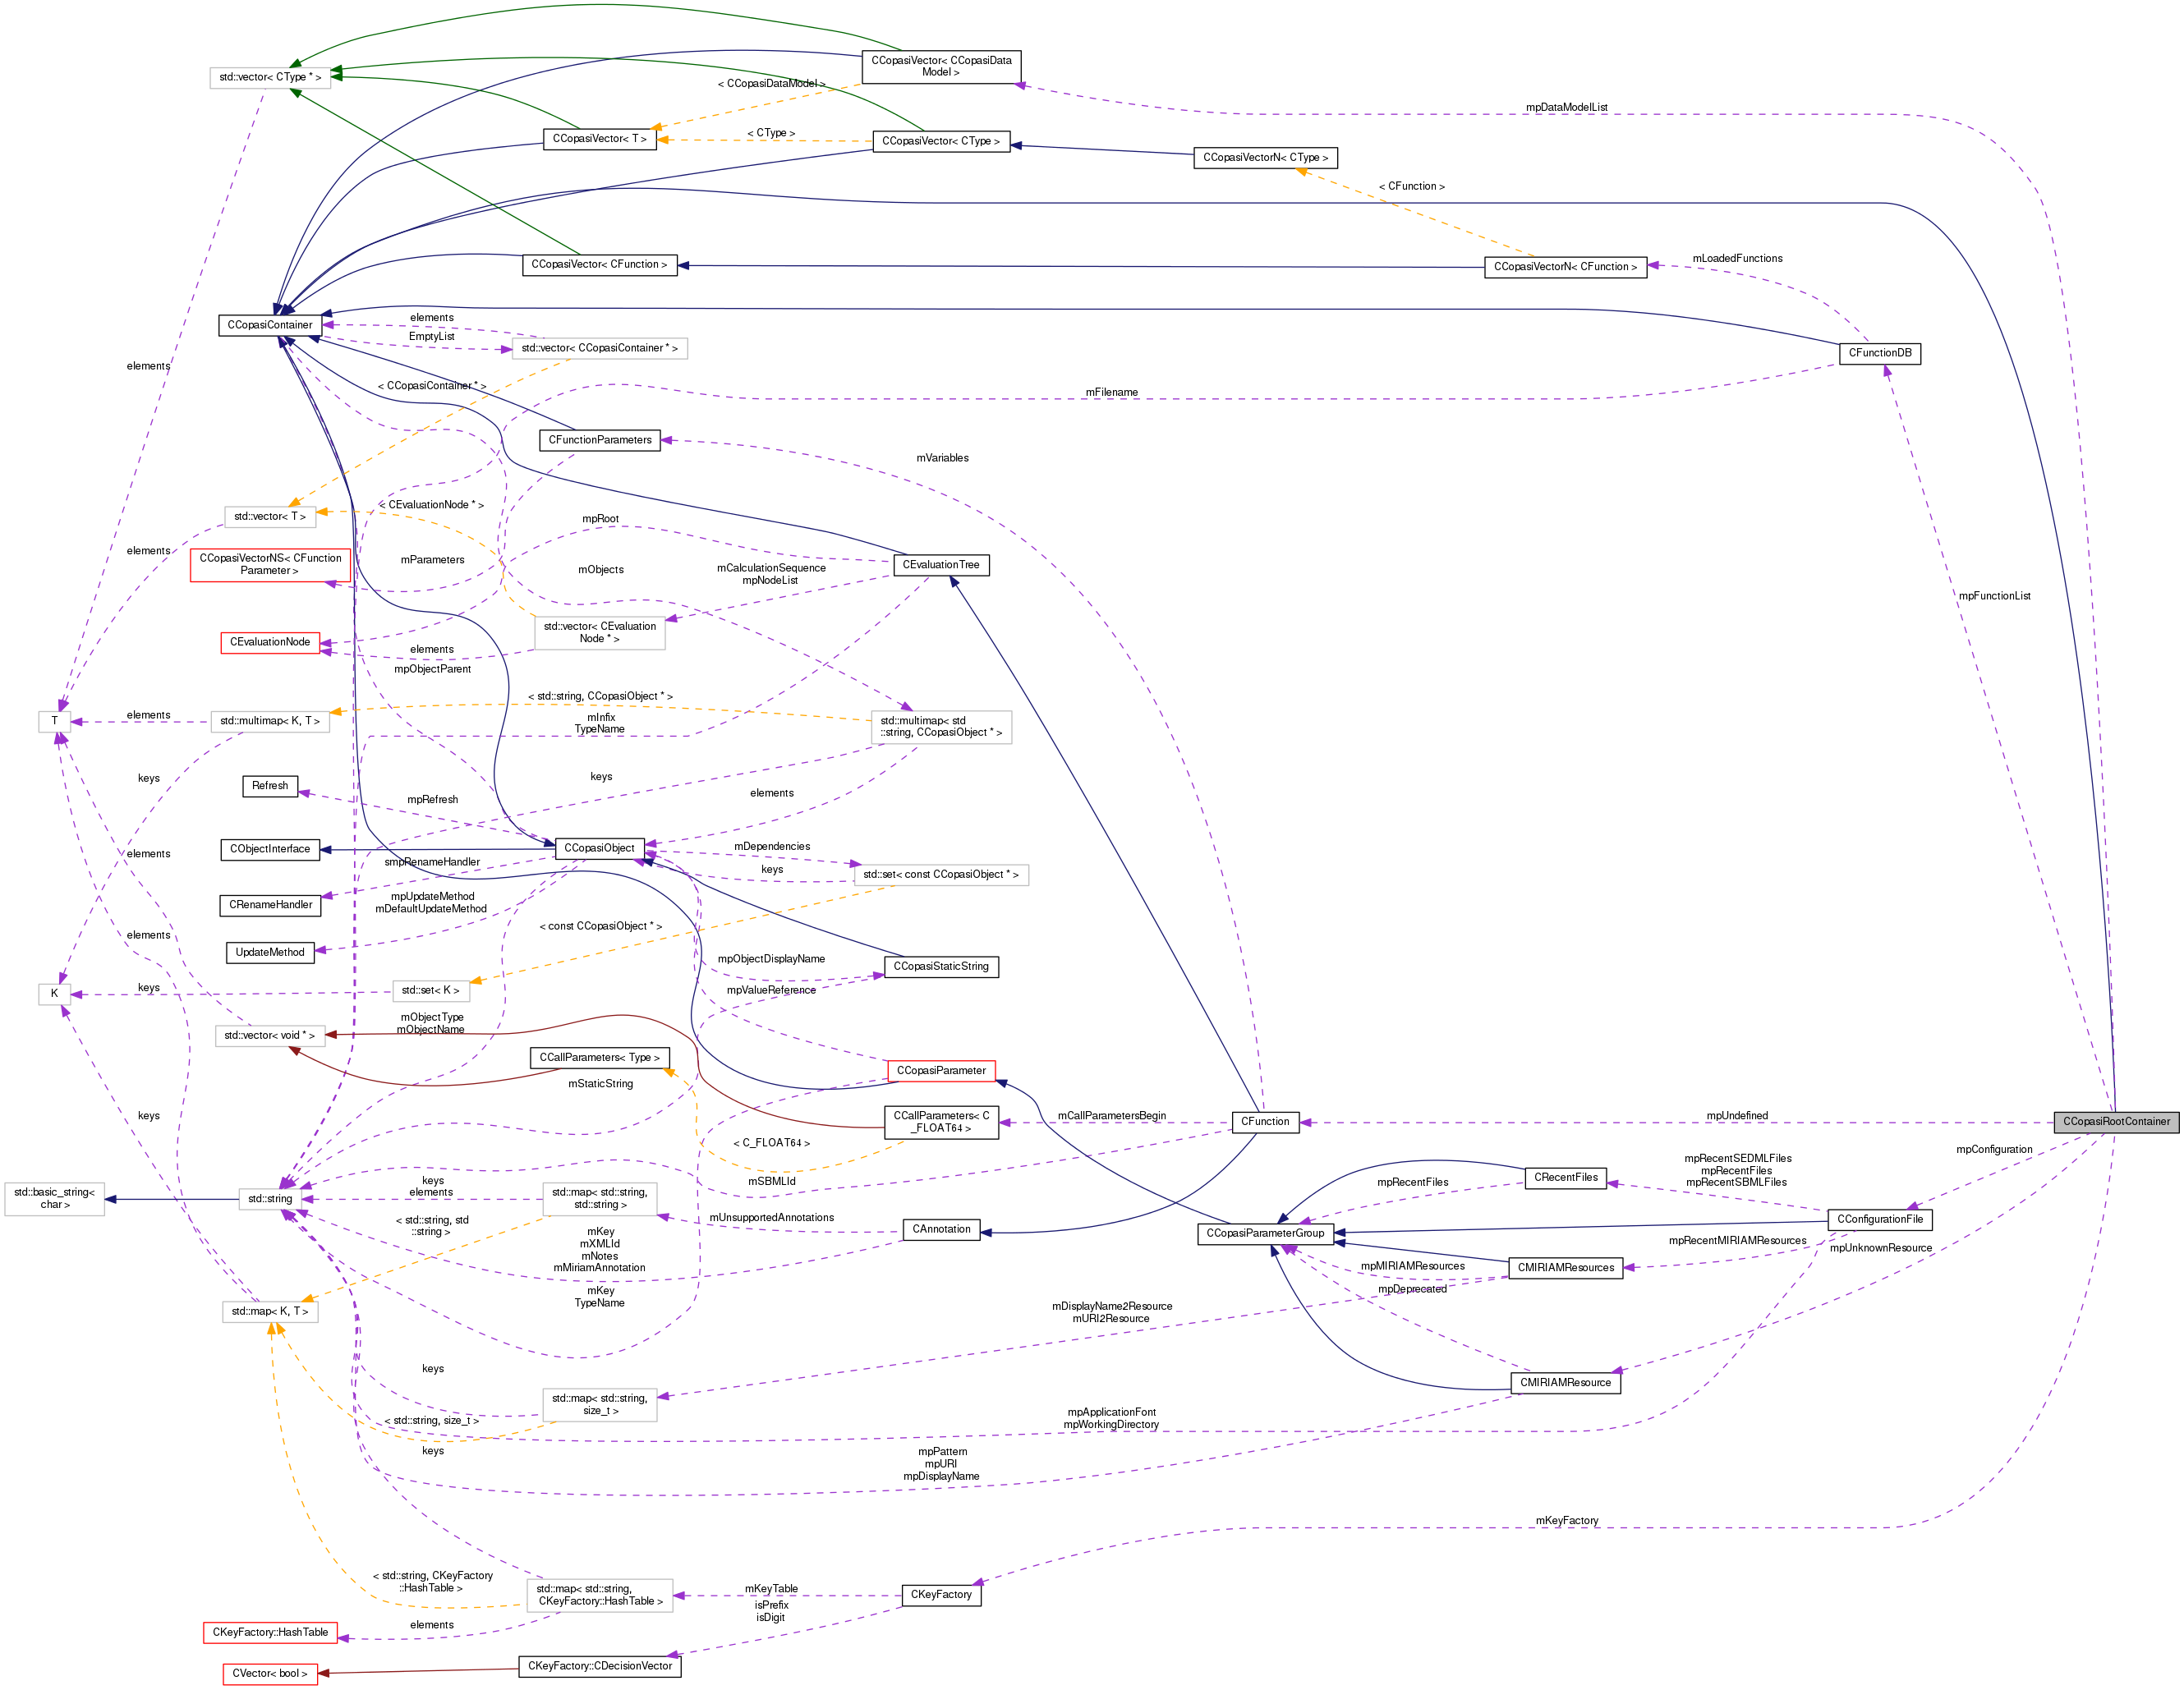 std::vector< CType * >
CCopasiVector< CCopasiData
Model >
mpDataModelList
< CCopasiDataModel >
CCopasiVector< T >
< CType >
CCopasiVector< CType >
CCopasiVectorN< CType >
< CFunction >
CCopasiVector< CFunction >
CCopasiVectorN< CFunction >
mLoadedFunctions
CCopasiContainer
elements
EmptyList
std::vector< CCopasiContainer * >
CFunctionDB
elements
< CCopasiContainer * >
mFilename
CFunctionParameters
mVariables
std::vector< T >
< CEvaluationNode * >
mpRoot
elements
CCopasiVectorNS< CFunction
Parameter >
mParameters
mObjects
mCalculationSequence
mpNodeList
CEvaluationTree
mpFunctionList
CEvaluationNode
elements
std::vector< CEvaluation
Node * >
mpObjectParent
< std::string, CCopasiObject * >
T
elements
std::multimap< K, T >
mInfix
TypeName
std::multimap< std
::string, CCopasiObject * >
keys
keys
Refresh
mpRefresh
elements
CObjectInterface
CCopasiObject
mDependencies
elements
smpRenameHandler
keys
std::set< const CCopasiObject * >
CRenameHandler
mpUpdateMethod
mDefaultUpdateMethod
elements
< const CCopasiObject * >
UpdateMethod
mpObjectDisplayName
CCopasiStaticString
K
keys
std::set< K >
mpValueReference
std::vector< void * >
mObjectType
mObjectName
CCallParameters< Type >
mStaticString
CCopasiParameter
keys
CCallParameters< C
_FLOAT64 >
mCallParametersBegin
CFunction
mpUndefined
CCopasiRootContainer
< C_FLOAT64 >
mpConfiguration
std::basic_string<
char >
std::string
keys
elements
std::map< std::string,
std::string >
mSBMLId
mpRecentFiles
CRecentFiles
mpRecentSEDMLFiles
mpRecentFiles
mpRecentSBMLFiles
< std::string, std
::string >
mKey
mXMLId
mNotes
mMiriamAnnotation
mUnsupportedAnnotations
CAnnotation
CCopasiParameterGroup
CConfigurationFile
mpRecentMIRIAMResources
mpUnknownResource
mpMIRIAMResources
CMIRIAMResources
mpDeprecated
std::map< K, T >
mKey
TypeName
mDisplayName2Resource
mURI2Resource
keys
std::map< std::string,
size_t >
CMIRIAMResource
< std::string, size_t >
mpApplicationFont
mpWorkingDirectory
keys
mpPattern
mpURI
mpDisplayName
mKeyFactory
< std::string, CKeyFactory
::HashTable >
std::map< std::string,
CKeyFactory::HashTable >
mKeyTable
CKeyFactory
isPrefix
isDigit
CKeyFactory::HashTable
elements
CVector< bool >
CKeyFactory::CDecisionVector